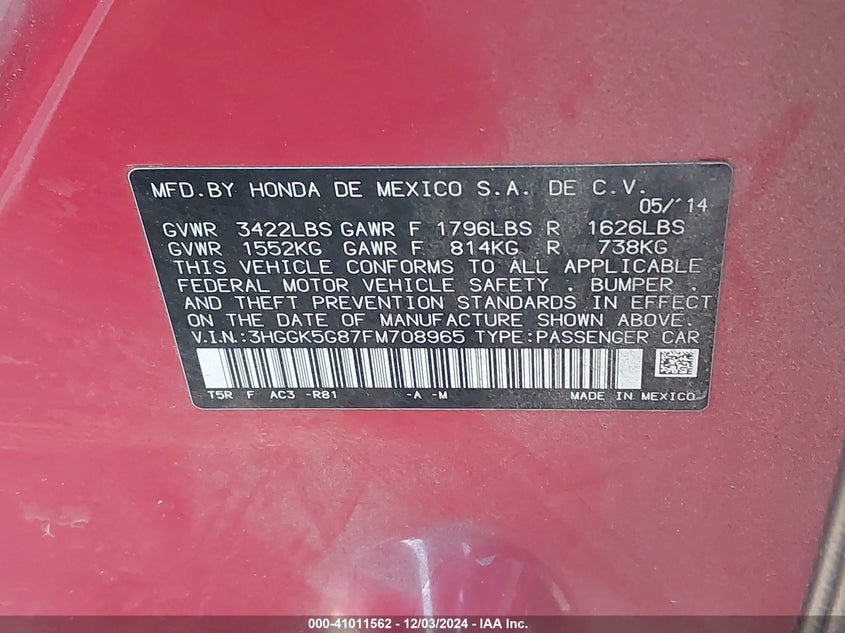 MFD.BY HONDA DE MEXICO S.A. DE C.V.
05/'14
GVWR 3422LBS GAWR F 1796LBS R 1626LBS
GVWR 1552KG GAWR F 814KG R 738KG
THIS VEHICLE CONFORMS TO ALL APPLICABLE
FEDERAL MOTOR VEHICLE SAFETY . BUMPER .
AND THEFT PREVENTION STANDARDS IN EFFECT
ON THE DATE OF MANUFACTURE SHOWN ABOVE.
V.I.N.:3HGGK5G87FM708965 TYPE:PASSENGER CAR
T5R F AC3 -R81 -A -M MADE IN MEXICO
000-41011562 - 12/03/2024 - IAA Inc.